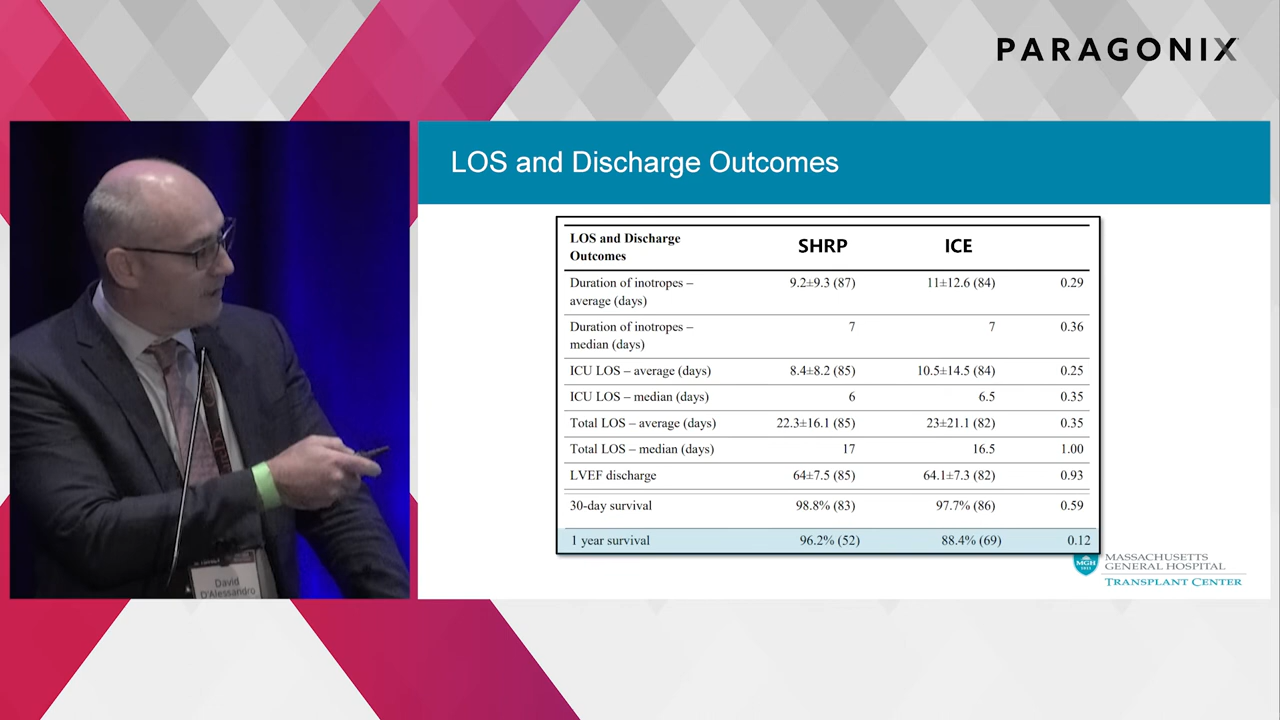 PARAGONIX
LOS and Discharge Outcomes
LOS and Discharge
Outcomes
SHRP
ICE
Duration of inotropes –
average (days)
9.2±9.3 (87)
11±12.6 (84)
0.29
Duration of inotropes –
median (days)
7
7
0.36
ICU LOS – average (days)
8.4±8.2 (85)
10.5±14.5 (84)
0.25
ICU LOS – median (days)
6
6.5
0.35
Total LOS – average (days)
22.3±16.1 (85)
23±21.1 (82)
0.35
Total LOS – median (days)
17
16.5
1.00
LVEF discharge
64±7.5 (85)
64.1±7.3 (82)
0.93
30-day survival
98.8% (83)
97.7% (86)
0.59
1 year survival
96.2% (52)
88.4% (69)
0.12
MGH
1811
MASSACHUSETTS
GENERAL HOSPITAL
TRANSPLANT CENTER
David
D'Alessandro